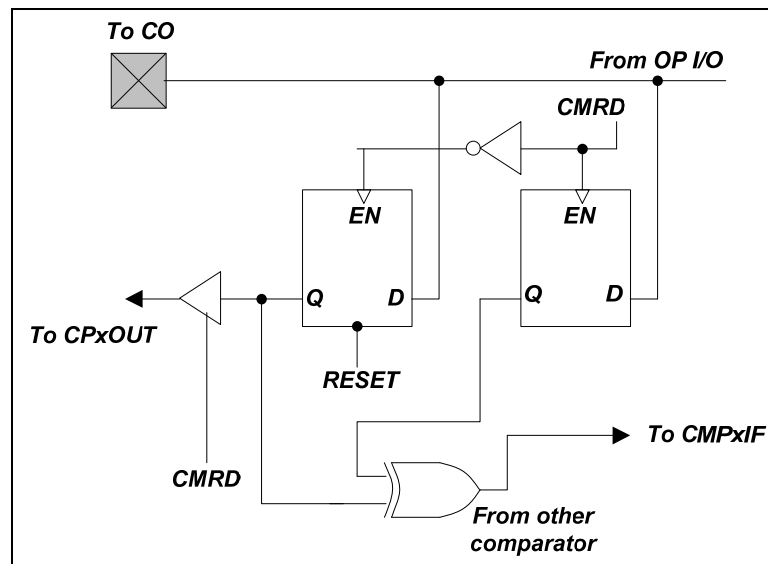 To CO
From OP I/O
CMRD
EN
EN
Q
D
Q
D
To CPxOUT
RESET
To CMPxIF
CMRD
From other
comparator